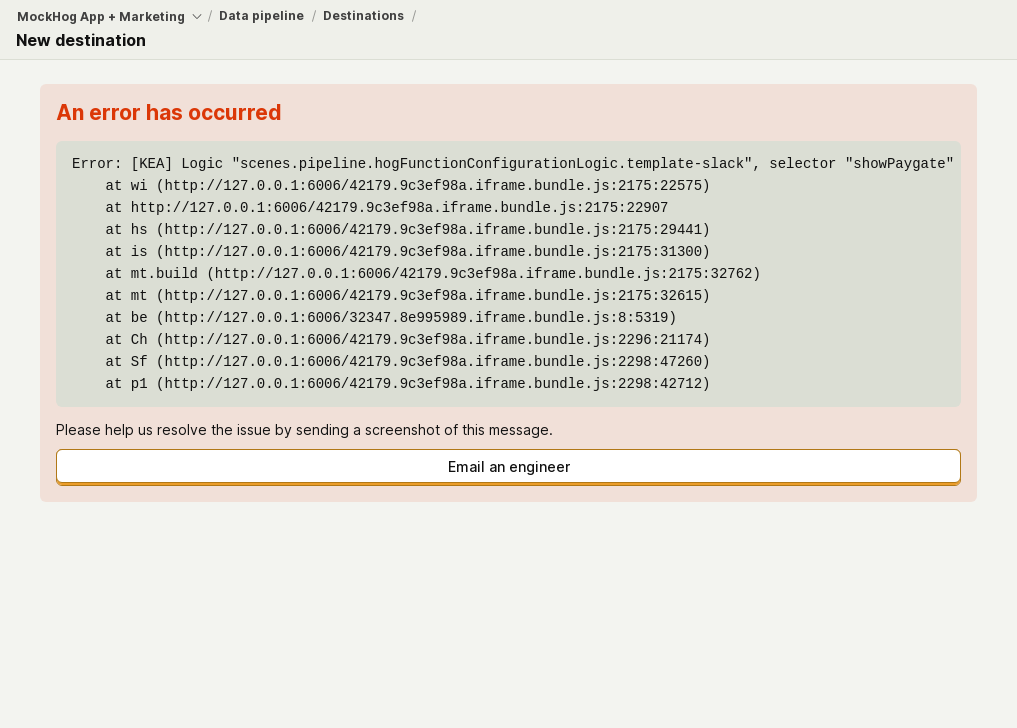 MockHog App + Marketing / Data pipeline / Destinations /
New destination
An error has occurred
Error: [KEA] Logic "scenes.pipeline.hogFunctionConfigurationLogic.template-slack", selector "showPaygate"
at wi (http://127.0.0.1:6006/42179.9c3ef98a.iframe.bundle.js:2175:22575)
at http://127.0.0.1:6006/42179.9c3ef98a.iframe.bundle.js:2175:22907
at hs (http://127.0.0.1:6006/42179.9c3ef98a.iframe.bundle.js:2175:29441)
at is (http://127.0.0.1:6006/42179.9c3ef98a.iframe.bundle.js:2175:31300)
at mt.build (http://127.0.0.1:6006/42179.9c3ef98a.iframe.bundle.js:2175:32762)
at mt (http://127.0.0.1:6006/42179.9c3ef98a.iframe.bundle.js:2175:32615)
at be (http://127.0.0.1:6006/32347.8e995989.iframe.bundle.js:8:5319)
at Ch (http://127.0.0.1:6006/42179.9c3ef98a.iframe.bundle.js:2296:21174)
at Sf (http://127.0.0.1:6006/42179.9c3ef98a.iframe.bundle.js:2298:47260)
at p1 (http://127.0.0.1:6006/42179.9c3ef98a.iframe.bundle.js:2298:42712)
Please help us resolve the issue by sending a screenshot of this message.
Email an engineer